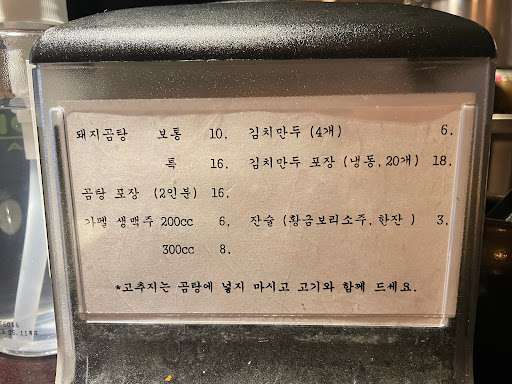 돼지곰탕 보통 10. 김치만두 (4개) 6.
특 16. 김치만두 포장 (냉동, 20개) 18.
곰탕 포장 (2인분) 16.
가펠 생맥주 200cc 6. 잔술 (황금보리소주, 한잔 ) 3.
300cc 8.
*고추지는 곰탕에 넣지 마시고 고기와 함께 드세요.